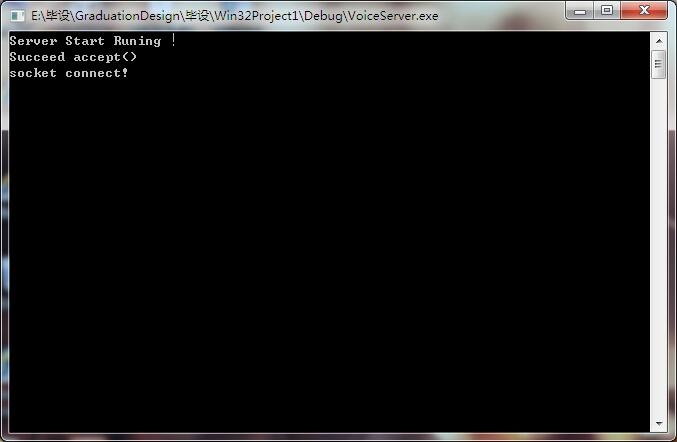 E:\毕设\GraduationDesign\毕设\Win32Project1\Debug\VoiceServer.exe
Server Start Runing !
Succeed accept()
socket connect!